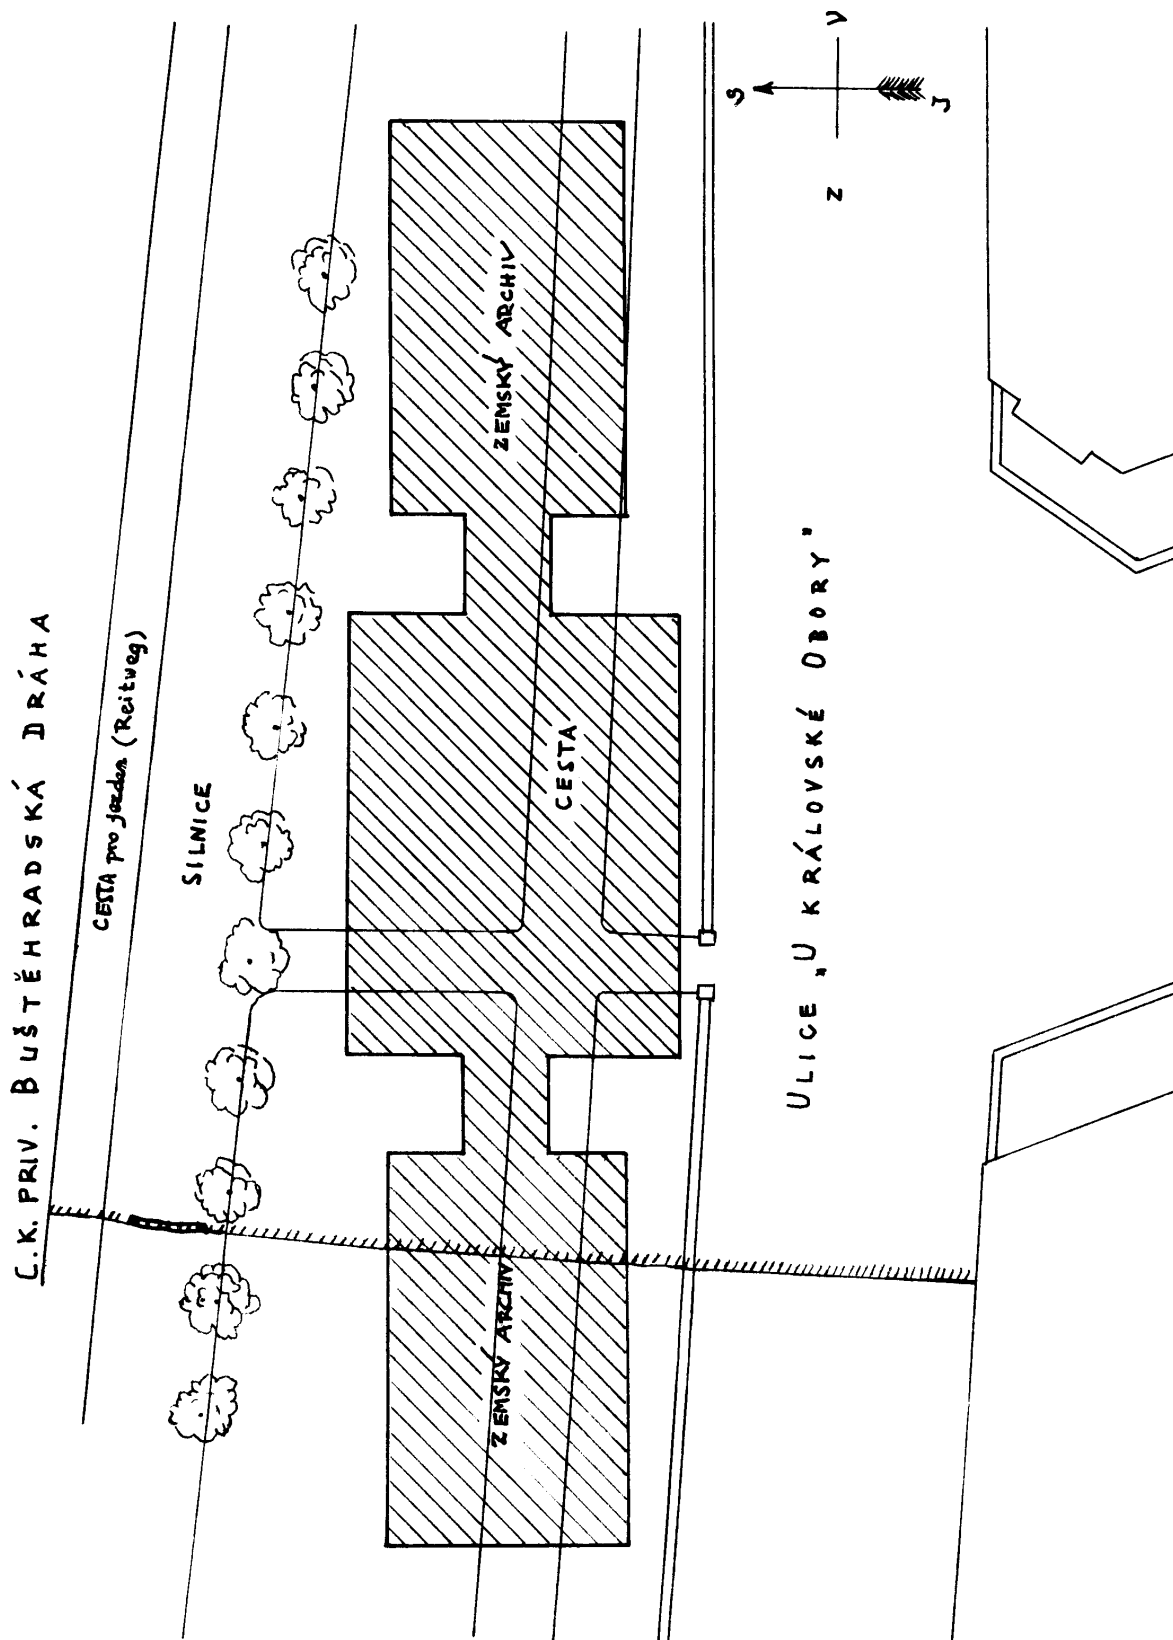 C.K. PRIV. BUŠTĚHRADSKÁ DRÁHA
CESTA pro jezdce (Reitweg)
SILNICE
ZEMSKÝ ARCHIV
CESTA
ZEMSKÝ ARCHIV
ULICE „U KRÁLOVSKÉ OBORY"
S
V
Z
J